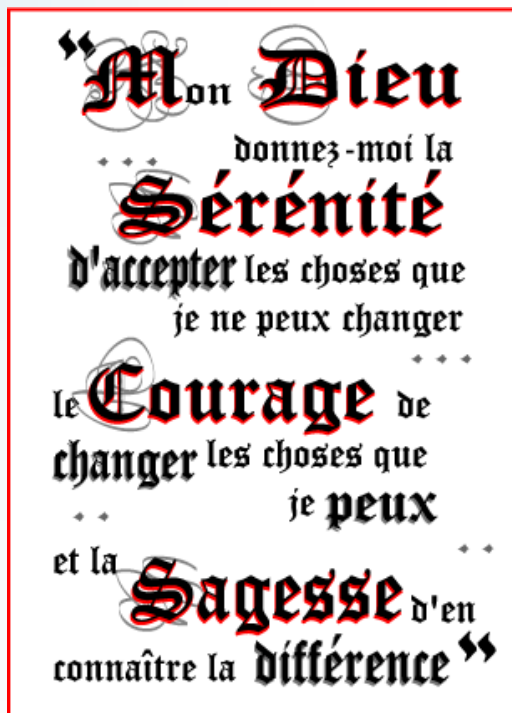 "Mon Dieu
donnez-moi la
Sérénité
d'accepter les choses que
je ne peux changer
le Courage de
changer les choses que
je peux
et la Sagesse d'en
connaître la différence"